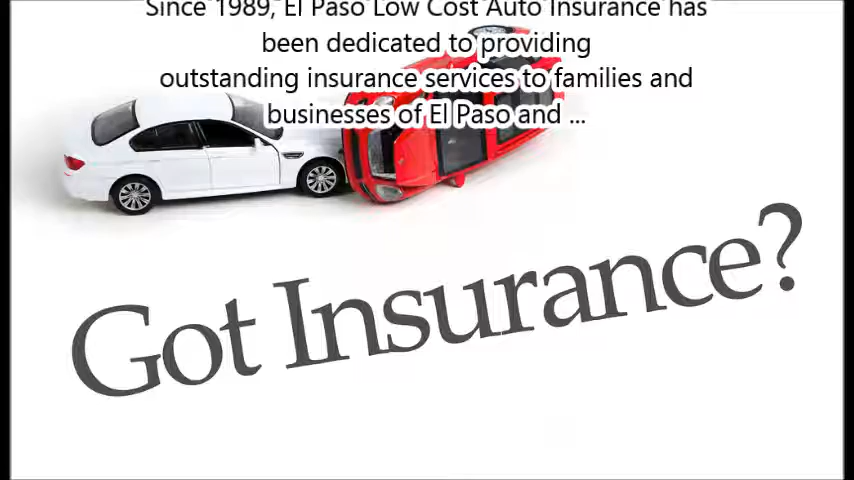 Since 1989, El Paso Low Cost Auto Insurance has
been dedicated to providing
outstanding insurance services to families and
businesses of El Paso and ...
Got Insurance?